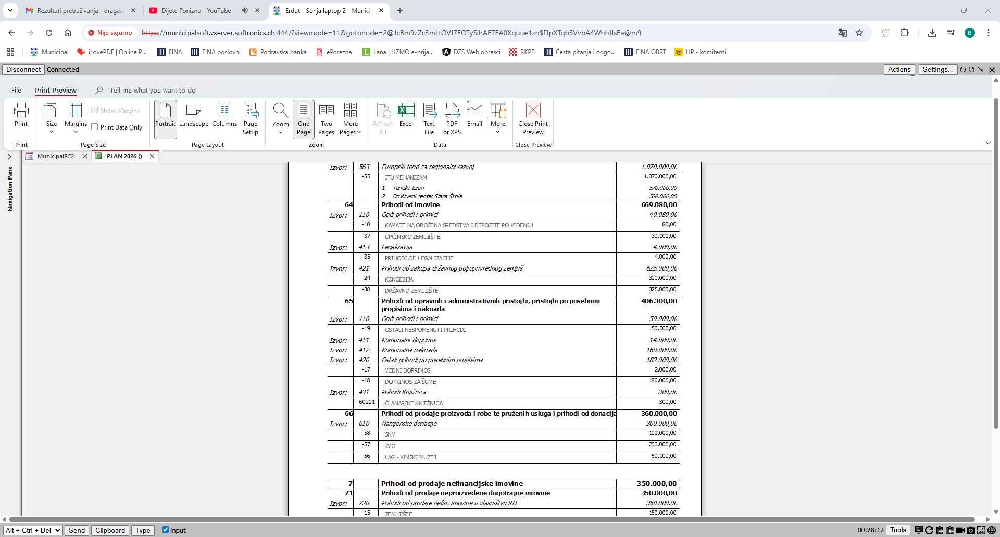 Rezultati pretraživanja - dragas
Dijete Ponizno - YouTube
Erdut - Sonja laptop 2 - Municip
Nije sigurno
https://municipalsoft.vserver.softronics.ch:444/?viewmode=11&gotonode=2@JcBm9zZc3mLtOVJ7EOTySihAETEA0Xquue1zn$FIpXTqb3VvbA4WhhJIsEa@m9
B
Municipal
iLovePDF | Online P...
FINA
FINA poslovni
Podravska banka
ePorezna
Lana | HZMO e-prija...
DZS Web obrasci
RKPFI
Česta pitanja i odgo...
FINA OBRT
HP - komitenti
Disconnect Connected
Actions Settings...
File Print Preview Tell me what you want to do
Print
Size
Margins
Show Margins
Print Data Only
Portrait
Landscape
Columns
Page Setup
Zoom
One Page
Two Pages
More Pages
Refresh All
Excel
Text File
PDF or XPS
Email
More
Close Print Preview
Print
Page Size
Page Layout
Zoom
Data
Close Preview
MunicipalPC2
PLAN 2026 ()
Navigation Pane
Izvor: 563 Europski fond za regionalni razvoj 1.070.000,00
-55 ITU MEHANIZAM 1.070.000,00
1 Teniski teren 570.000,00
2 Društveni centar Stara Škola 500.000,00
64 Prihodi od imovine 669.080,00
Izvor: 110 Opći prihodi i primici 40.080,00
-10 KAMATE NA OROČENA SREDSTVA I DEPOZITE PO VIĐENJU 80,00
-37 OPĆINSKO ZEMLJIŠTE 30.000,00
Izvor: 413 Legalizacija 4.000,00
-35 PRIHODI OD LEGALIZACIJE 4.000,00
Izvor: 421 Prihodi od zakupa državnog poljoprivrednog zemljiš 625.000,00
-24 KONCESIJA 300.000,00
-38 DRŽAVNO ZEMLJIŠTE 325.000,00
65 Prihodi od upravnih i administrativnih pristojbi, pristojbi po posebnim 406.300,00
propisima i naknada
Izvor: 110 Opći prihodi i primici 50.000,00
-19 OSTALI NESPOMENUTI PRIHODI 50.000,00
Izvor: 411 Komunalni doprinos 14.000,00
Izvor: 412 Komunalna naknada 160.000,00
Izvor: 420 Ostali prihodi po posebnim propisima 182.000,00
-17 VODNI DOPRINOS 2.000,00
-18 DOPRINOS ZA ŠUME 180.000,00
Izvor: 431 Prihodi Knjižnica 300,00
-60201 ČLANARINE KNJIŽNICA 300,00
66 Prihodi od prodaje proizvoda i robe te pruženih usluga i prihodi od donacija 360.000,00
Izvor: 610 Namjenske donacije 360.000,00
-58 SNV 100.000,00
-57 ZVO 200.000,00
-56 LAG - VINSKI MUZEJ 60.000,00
7 Prihodi od prodaje nefinancijske imovine 350.000,00
71 Prihodi od prodaje neproizvedene dugotrajne imovine 350.000,00
Izvor: 720 Prihodi od prodaje nefin. imovine u vlasništvu RH 350.000,00
-15 ZEMLJIŠTE 150.000,00
Alt + Ctrl + Del Send Clipboard Type Input
00:28:12 Tools